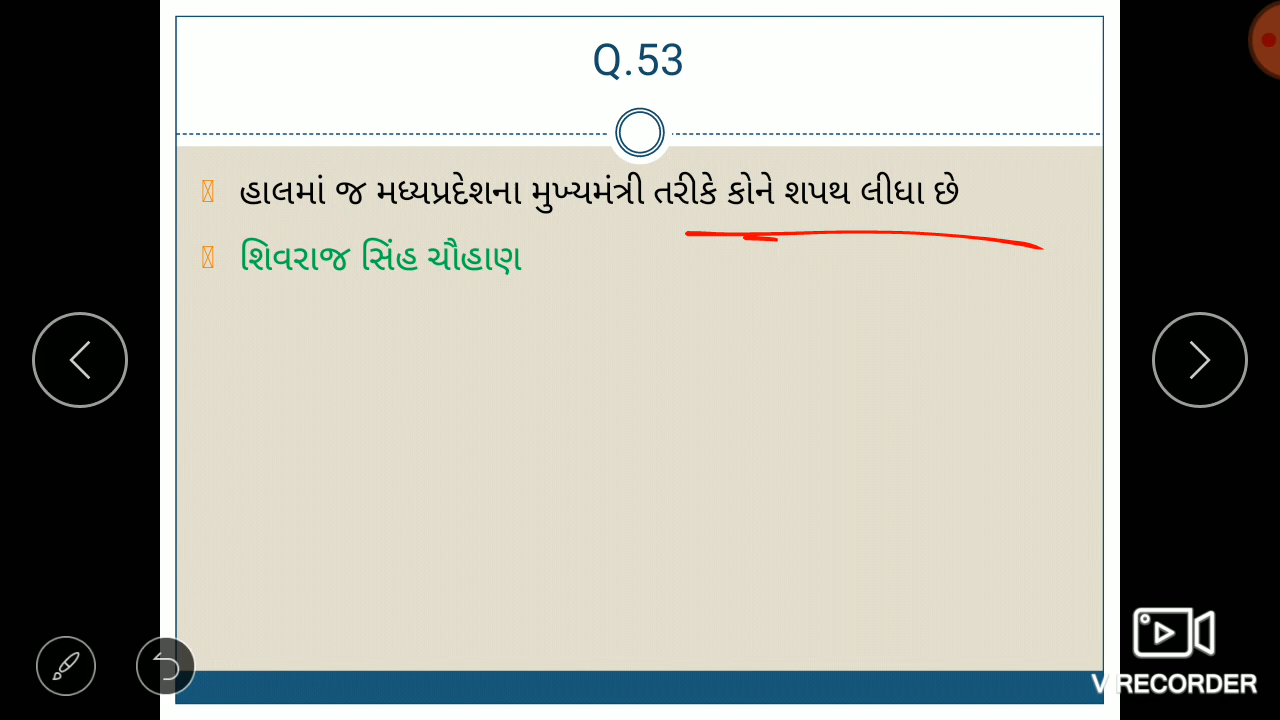 Q.53
હાલમાં જ મધ્યપ્રદેશના મુખ્યમંત્રી તરીકે કોને શપથ લીધા છે
શિવરાજ સિંહ ચૌહાણ
V RECORDER